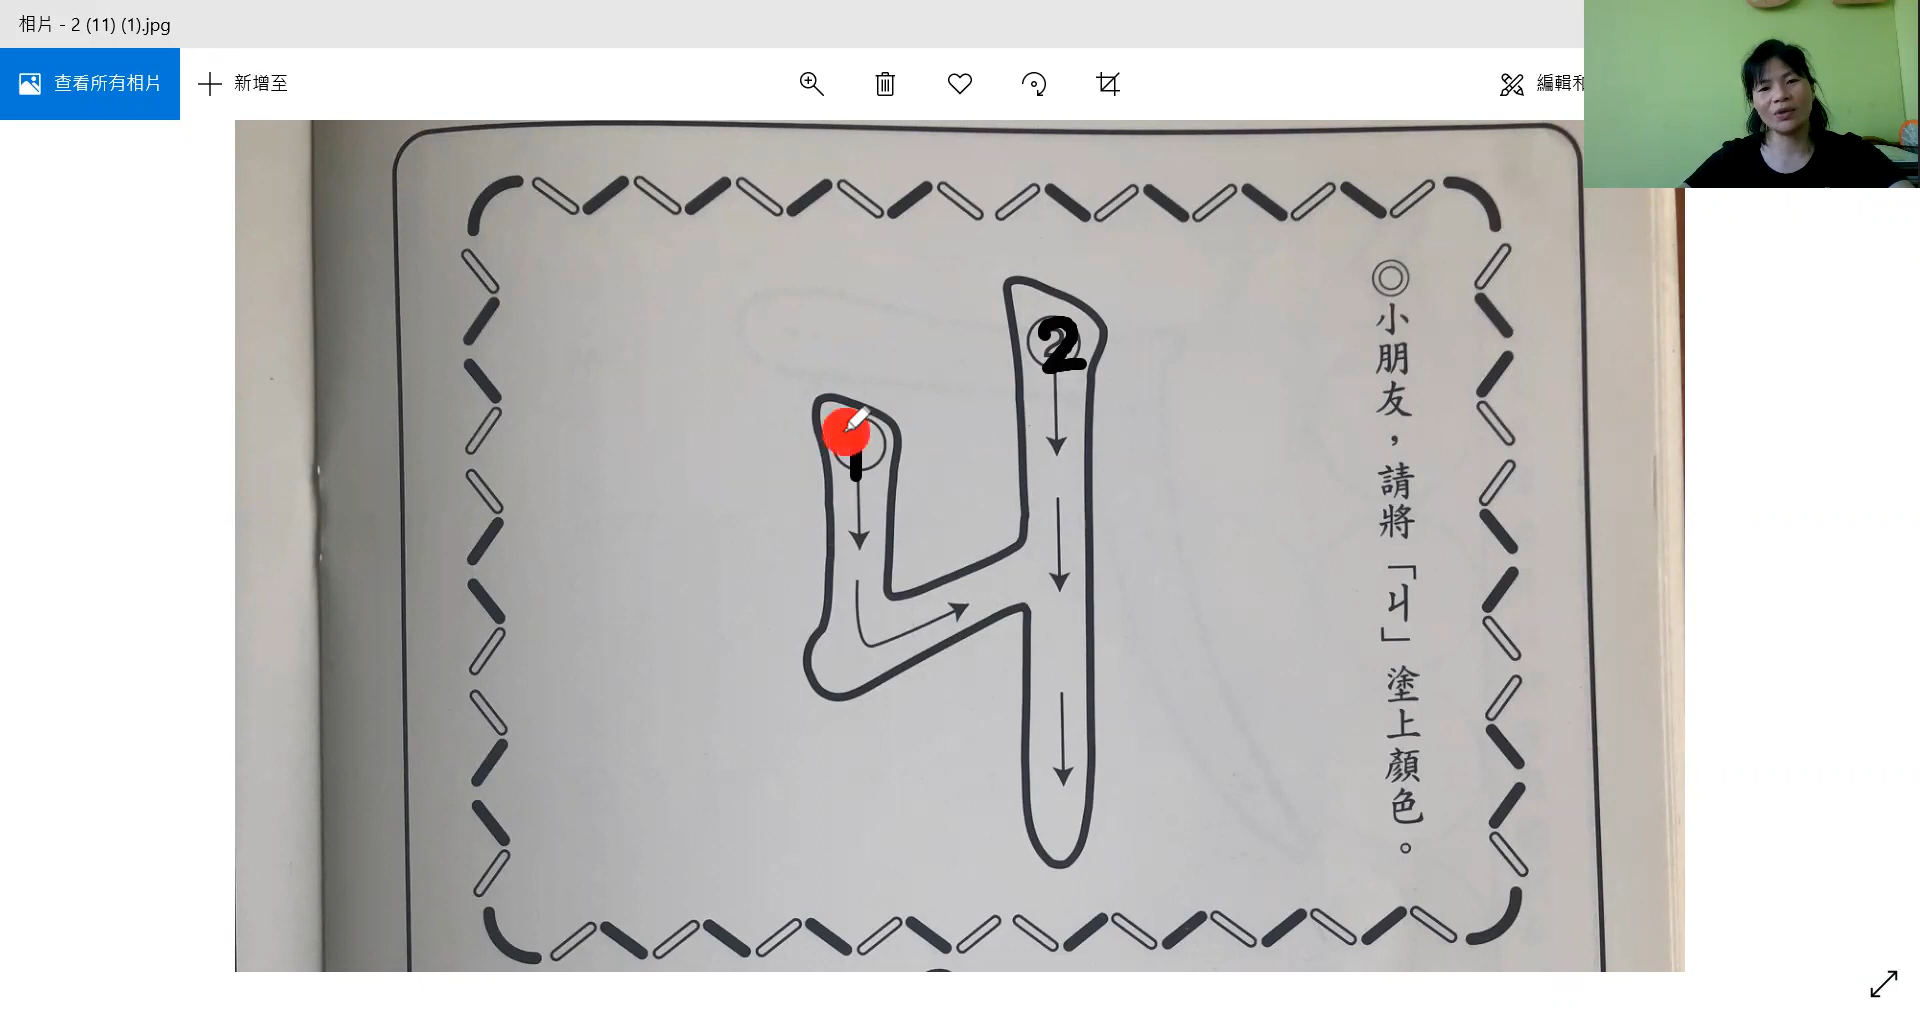 相片 - 2 (11) (1).jpg
查看所有相片
新增至
編輯和
1
2
◎小朋友，請將「ㄐ」塗上顏色。